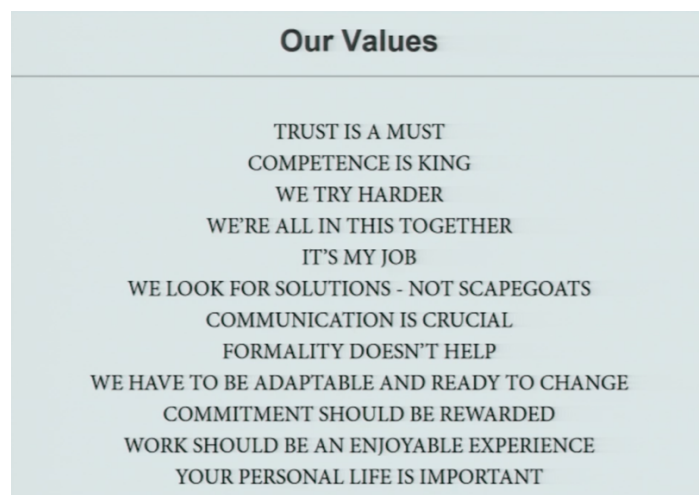 Our Values
TRUST IS A MUST
COMPETENCE IS KING
WE TRY HARDER
WE'RE ALL IN THIS TOGETHER
IT'S MY JOB
WE LOOK FOR SOLUTIONS - NOT SCAPEGOATS
COMMUNICATION IS CRUCIAL
FORMALITY DOESN'T HELP
WE HAVE TO BE ADAPTABLE AND READY TO CHANGE
COMMITMENT SHOULD BE REWARDED
WORK SHOULD BE AN ENJOYABLE EXPERIENCE
YOUR PERSONAL LIFE IS IMPORTANT